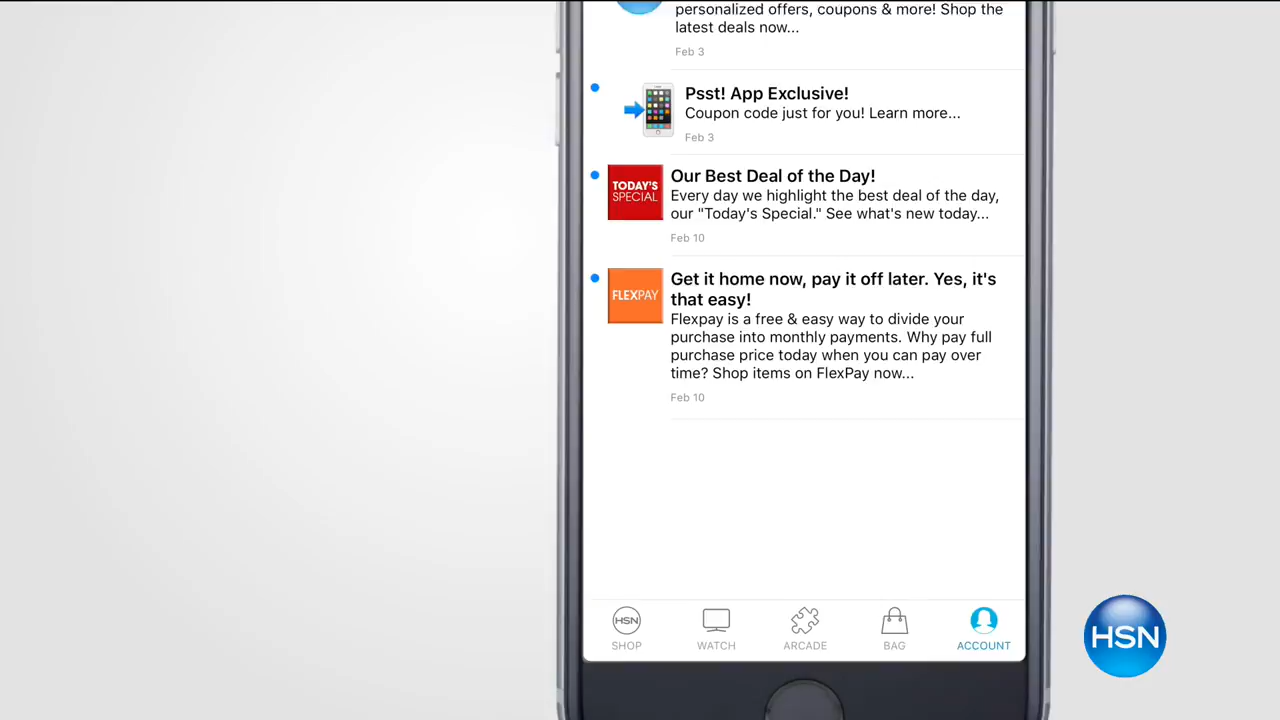 personalized offers, coupons & more! Shop the
latest deals now...
Feb 3
Psst! App Exclusive!
Coupon code just for you! Learn more...
Feb 3
TODAY'S
SPECIAL
Our Best Deal of the Day!
Every day we highlight the best deal of the day,
our "Today's Special." See what's new today...
Feb 10
FLEXPAY
Get it home now, pay it off later. Yes, it's
that easy!
Flexpay is a free & easy way to divide your
purchase into monthly payments. Why pay full
purchase price today when you can pay over
time? Shop items on FlexPay now...
Feb 10
HSN
SHOP
WATCH
ARCADE
BAG
ACCOUNT
HSN